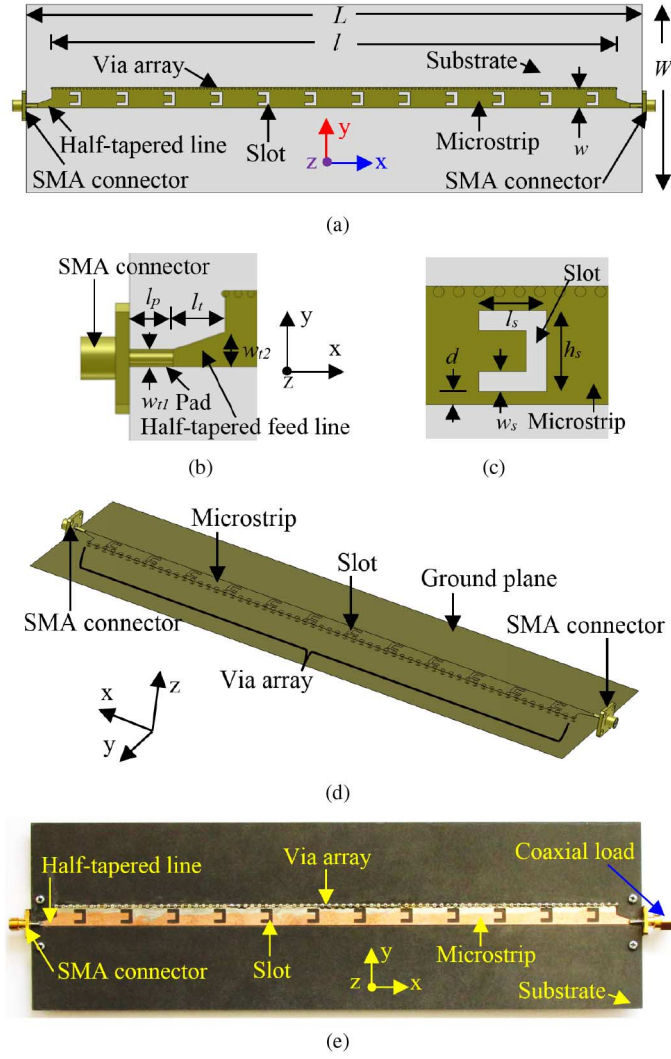 L
l
W
Via array
Substrate
Half-tapered line
SMA connector
y
z
x
Slot
Microstrip
w
SMA connector
(a)
SMA connector
l_p
l_t
w_t2
w_t1
Pad
Half-tapered feed line
y
z
x
(b)
Slot
l_s
d
h_s
w_s
Microstrip
(c)
Microstrip
Slot
Ground plane
SMA connector
SMA connector
Via array
x
z
y
(d)
Half-tapered line
Via array
Coaxial load
SMA connector
Slot
y
z
x
Microstrip
Substrate
(e)